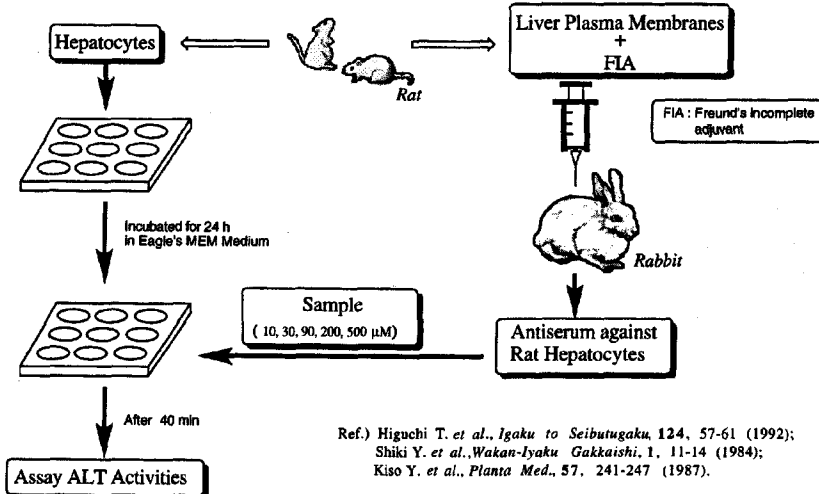 Hepatocytes
Rat
Liver Plasma Membranes
+
FIA
FIA : Freund's incomplete
adjuvant
Incubated for 24 h
in Eagle's MEM Medium
Rabbit
Sample
( 10, 30, 90, 200, 500 μM)
Antiserum against
Rat Hepatocytes
After 40 min
Assay ALT Activities
Ref.) Higuchi T. et al., Igaku to Seibutugaku, 124, 57-61 (1992);
Shiki Y. et al.,Wakan-Iyaku Gakkaishi, 1, 11-14 (1984);
Kiso Y. et al., Planta Med., 57, 241-247 (1987).